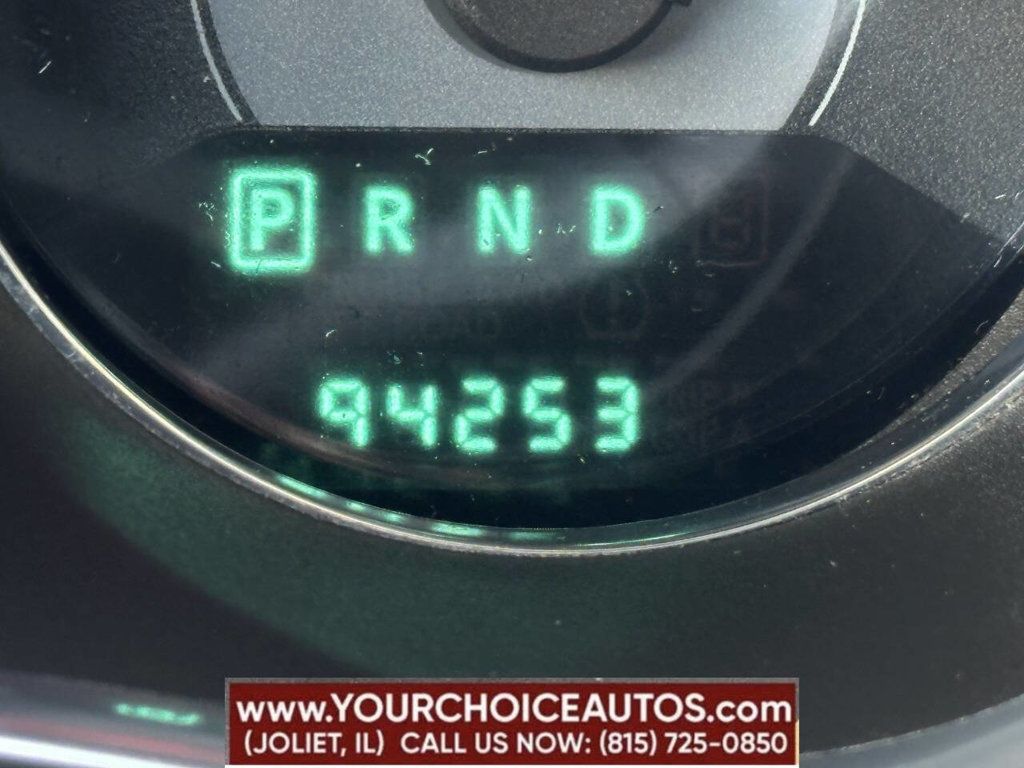 P R N D
94253
www.YOURCHOICEAUTOS.com
(JOLIET, IL) CALL US NOW: (815) 725-0850